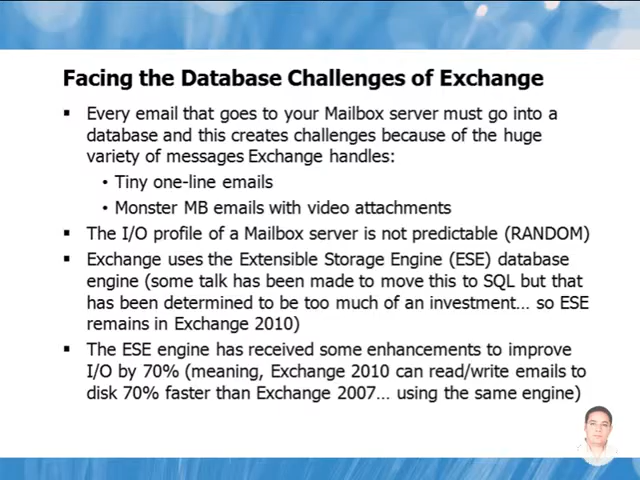 Facing the Database Challenges of Exchange
▪ Every email that goes to your Mailbox server must go into a
database and this creates challenges because of the huge
variety of messages Exchange handles:
• Tiny one-line emails
• Monster MB emails with video attachments
▪ The I/O profile of a Mailbox server is not predictable (RANDOM)
▪ Exchange uses the Extensible Storage Engine (ESE) database
engine (some talk has been made to move this to SQL but that
has been determined to be too much of an investment... so ESE
remains in Exchange 2010)
▪ The ESE engine has received some enhancements to improve
I/O by 70% (meaning, Exchange 2010 can read/write emails to
disk 70% faster than Exchange 2007... using the same engine)